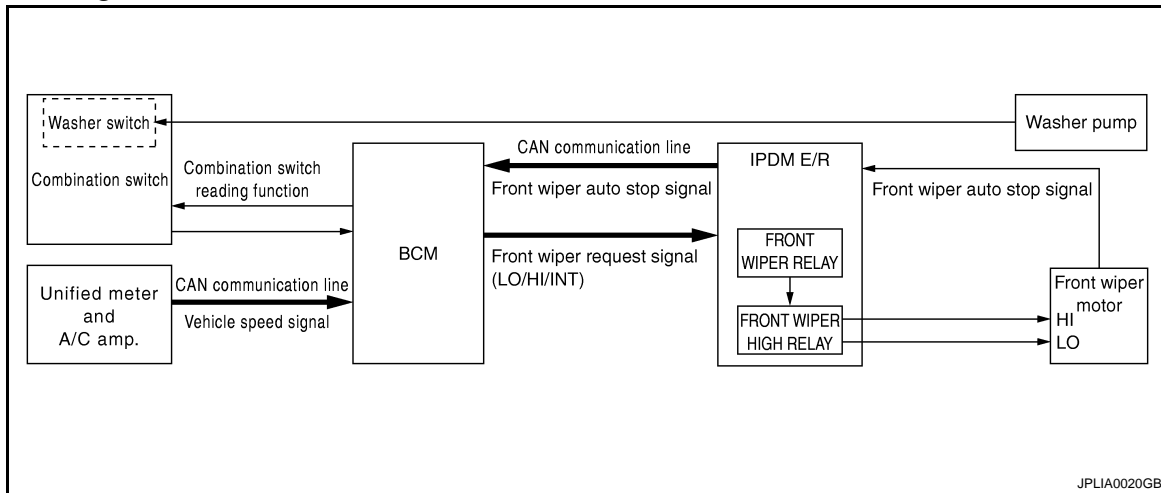 Washer switch
Combination switch
Combination switch
reading function
Unified meter
and
A/C amp.
CAN communication line
Vehicle speed signal
BCM
CAN communication line
Front wiper auto stop signal
Front wiper request signal
(LO/HI/INT)
IPDM E/R
FRONT
WIPER RELAY
FRONT WIPER
HIGH RELAY
Washer pump
Front wiper auto stop signal
Front wiper
motor
HI
LO
JPLIA0020GB